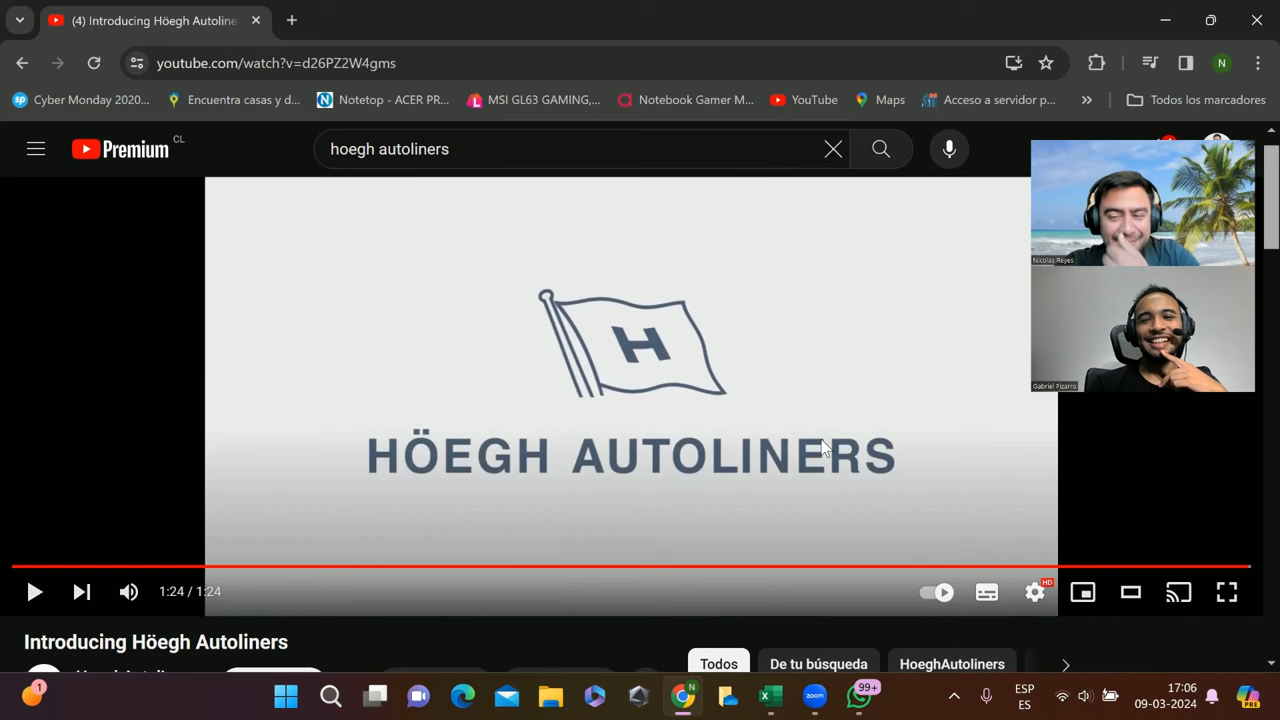 (4) Introducing Höegh Autoline
youtube.com/watch?v=d26PZ2W4gms
Cyber Monday 2020...
Encuentra casas y d...
Notetop - ACER PR...
MSI GL63 GAMING,...
Notebook Gamer M...
YouTube
Maps
Acceso a servidor p...
»
Todos los marcadores
Premium CL
hoegh autoliners
Nicolas Reyes
Gabriel Pizarro
H
HÖEGH AUTOLINERS
1:24 / 1:24
HD
Introducing Höegh Autoliners
Todos
De tu búsqueda
HoeghAutoliners
1
N
99+
ESP
ES
17:06
09-03-2024
PRE